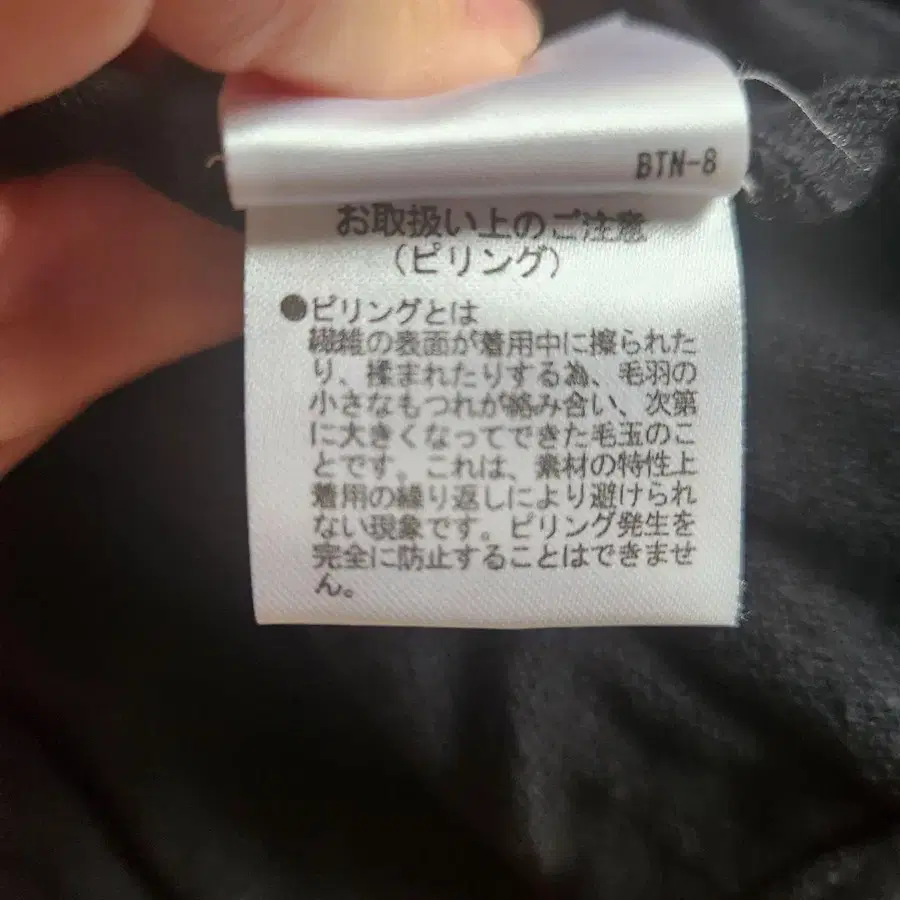 BTN-8
お取扱い上のご注意
（ピリング）
●ピリングとは
繊維の表面が着用中に擦られた
り、揉まれたりする為、毛羽の
小さなもつれが絡み合い、次第
に大きくなってできた毛玉のこ
とです。これは、素材の特性上
着用の繰り返しにより避けられ
ない現象です。ピリング発生を
完全に防止することはできませ
ん。